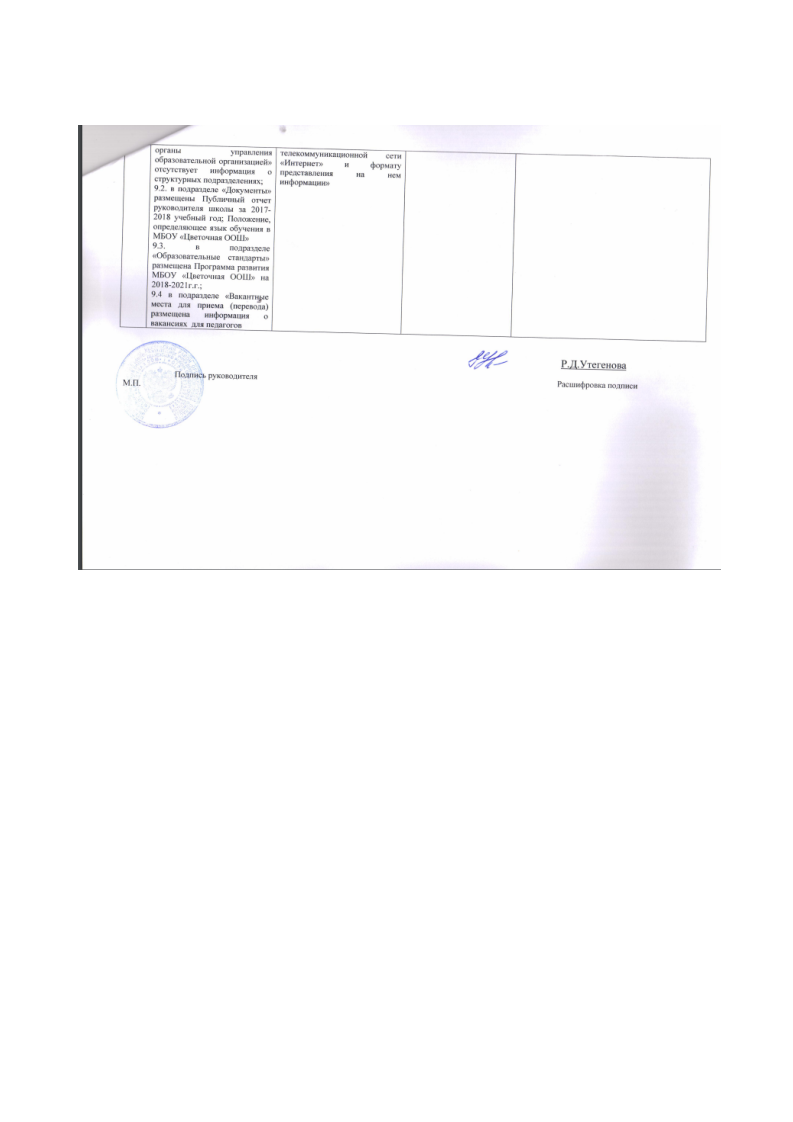 органы управления
образовательной организацией»
отсутствует информация о
структурных подразделениях;
9.2. в подразделе «Документы»
размещены Публичный отчет
руководителя школы за 2017-
2018 учебный год; Положение,
определяющее язык обучения в
МБОУ «Цветочная ООШ»
9.3. в подразделе
«Образовательные стандарты»
размещена Программа развития
МБОУ «Цветочная ООШ» на
2018-2021г.г.;
9.4 в подразделе «Вакантные
места для приема (перевода)
размещена информация о
вакансиях для педагогов
телекоммуникационной сети
«Интернет» и формату
представления на нем
информации»
Р.Д.Утегенова
М.П. Подпись руководителя
Расшифровка подписи